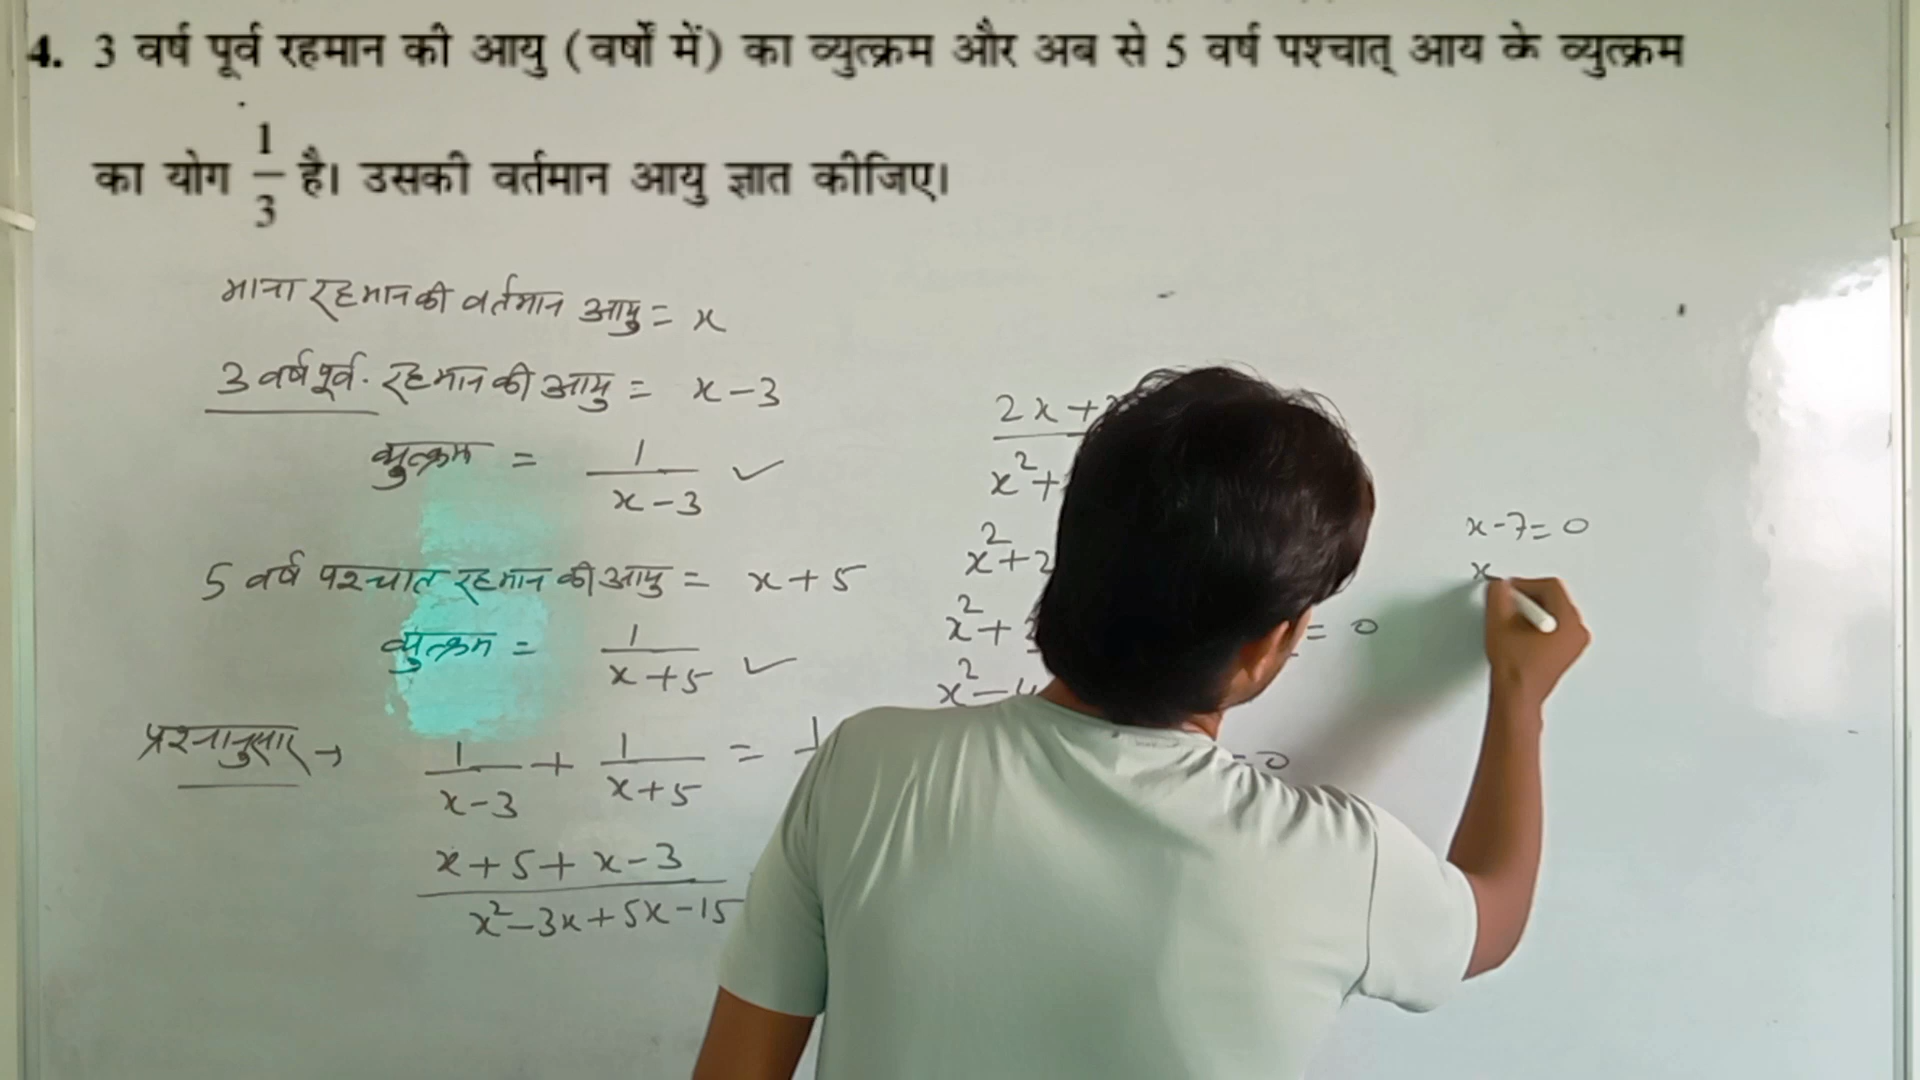 4. 3 वर्ष पूर्व रहमान की आयु (वर्षों में) का व्युत्क्रम और अब से 5 वर्ष पश्चात् आय के व्युत्क्रम
का योग 1/3 है। उसकी वर्तमान आयु ज्ञात कीजिए।
माना रहमान की वर्तमान आयु = x
3 वर्ष पूर्व रहमान की आयु = x - 3
व्युत्क्रम = 1/(x-3) ✓
5 वर्ष पश्चात रहमान की आयु = x + 5
व्युत्क्रम = 1/(x+5) ✓
प्रश्नानुसार → 1/(x-3) + 1/(x+5) = 1
x + 5 + x - 3
x² - 3x + 5x - 15
2x +
x² +
x² + 2
x² + = 0
x² - 4
= 0
x - 7 = 0
x